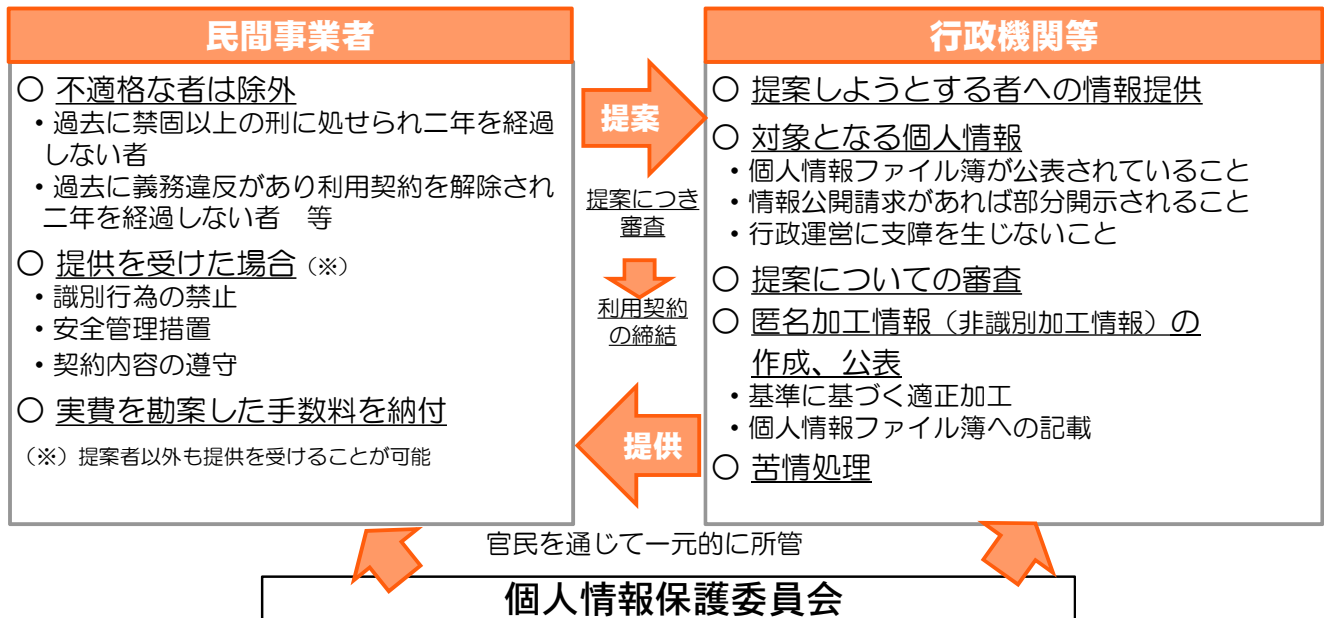 民間事業者
〇 不適格な者は除外
・過去に禁固以上の刑に処せられ二年を経過
しない者
・過去に義務違反があり利用契約を解除され
二年を経過しない者　等
〇 提供を受けた場合（※）
・識別行為の禁止
・安全管理措置
・契約内容の遵守
〇 実費を勘案した手数料を納付
（※）提案者以外も提供を受けることが可能
提案
提案につき
審査
利用契約
の締結
提供
行政機関等
〇 提案しようとする者への情報提供
〇 対象となる個人情報
・個人情報ファイル簿が公表されていること
・情報公開請求があれば部分開示されること
・行政運営に支障を生じないこと
〇 提案についての審査
〇 匿名加工情報（非識別加工情報）の
作成、公表
・基準に基づく適正加工
・個人情報ファイル簿への記載
〇 苦情処理
官民を通じて一元的に所管
個人情報保護委員会